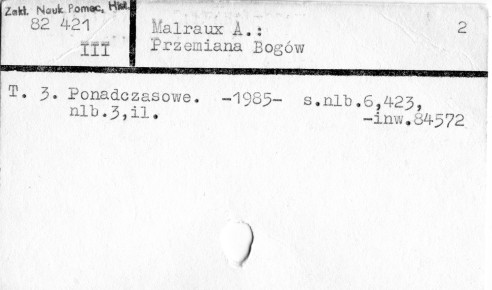 Zakł. Nauk Pomoc. Hist.
82 421
III
Malraux A.: 2
Przemiana Bogów
T. 3. Ponadczasowe. -1985- s.nlb.6,423,
nlb.3,il. -inw.84572